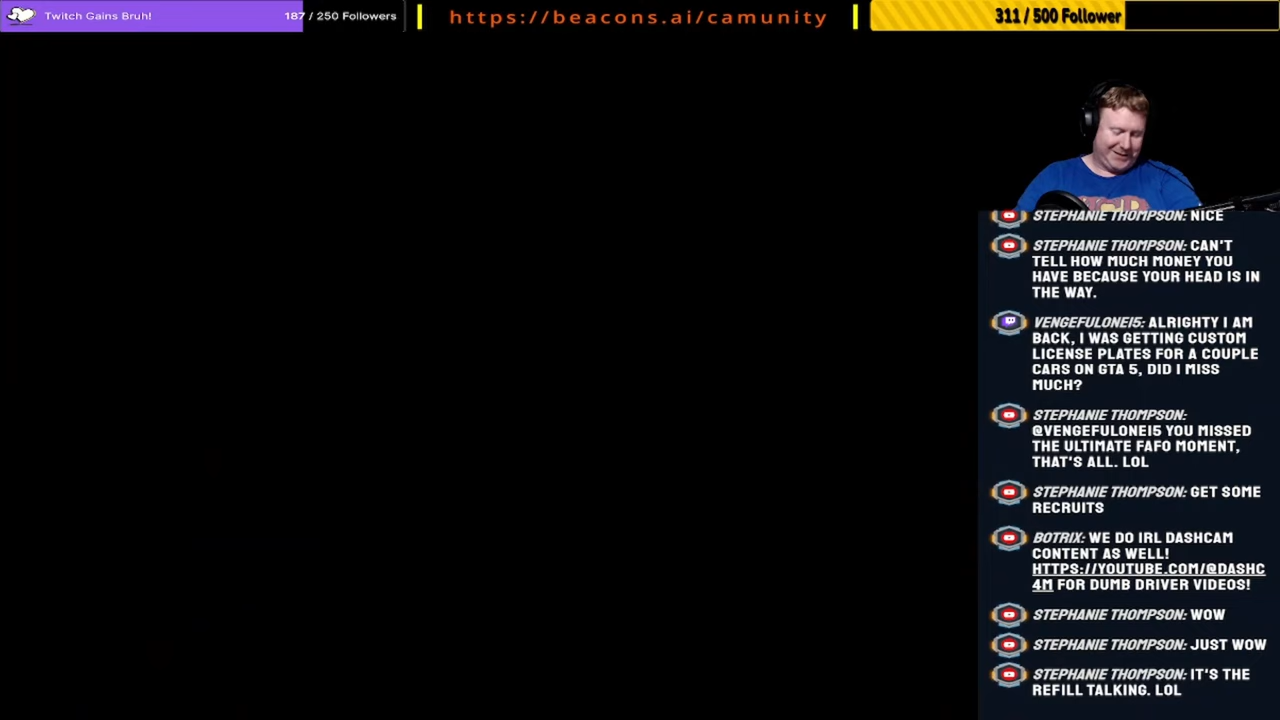 Twitch Gains Bruh!
187 / 250 Followers
https://beacons.ai/camunity
311 / 500 Follower
STEPHANIE THOMPSON: NICE
STEPHANIE THOMPSON: CAN'T
TELL HOW MUCH MONEY YOU
HAVE BECAUSE YOUR HEAD IS IN
THE WAY.
VENGEFULONE15: ALRIGHTY I AM
BACK, I WAS GETTING CUSTOM
LICENSE PLATES FOR A COUPLE
CARS ON GTA 5, DID I MISS
MUCH?
STEPHANIE THOMPSON:
@VENGEFULONE15 YOU MISSED
THE ULTIMATE FAFO MOMENT,
THAT'S ALL. LOL
STEPHANIE THOMPSON: GET SOME
RECRUITS
BOTRIX: WE DO IRL DASHCAM
CONTENT AS WELL!
HTTPS://YOUTUBE.COM/@DASHC
4M FOR DUMB DRIVER VIDEOS!
STEPHANIE THOMPSON: WOW
STEPHANIE THOMPSON: JUST WOW
STEPHANIE THOMPSON: IT'S THE
REFILL TALKING. LOL